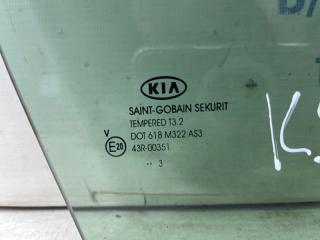 KIA
SAINT-GOBAIN SEKURIT
TEMPERED T3.2
V DOT 618 M322 AS3
E20 43R-00351
·· 3